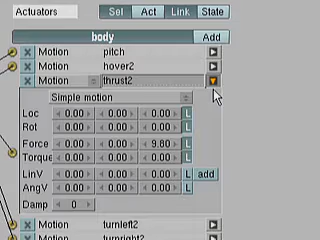 Actuators Sel Act Link State
body Add
Motion pitch
Motion hover2
Motion thrust2
Simple motion
Loc 0.00 0.00 0.00 L
Rot 0.00 0.00 0.00 L
Force 0.00 0.00 9.80 L
Torque 0.00 0.00 0.00 L
LinV 0.00 0.00 0.00 L add
AngV 0.00 0.00 0.00 L
Damp 0
Motion turnleft2
Motion turnright2